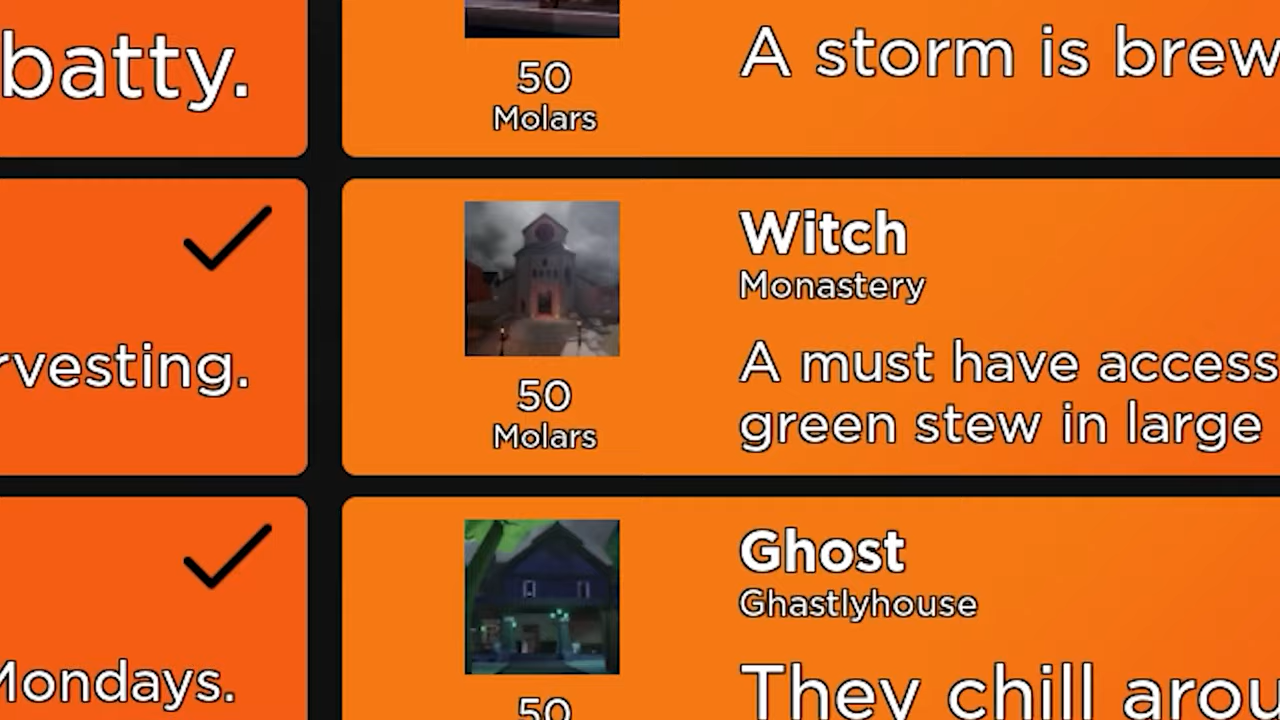 batty.
50
Molars
A storm is brew
rvesting.
50
Molars
Witch
Monastery
A must have access
green stew in large
Mondays.
50
Ghost
Ghastlyhouse
They chill arou